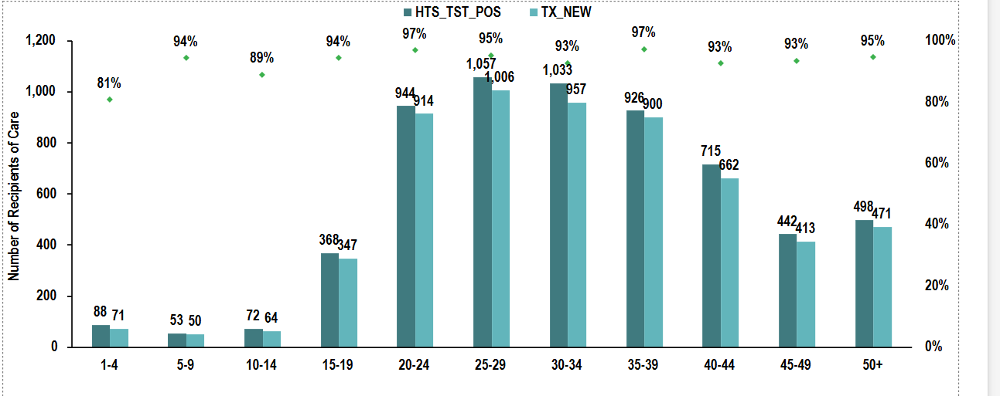 HTS_TST_POS TX_NEW
Number of Recipients of Care
1,200
1,000
800
600
400
200
0
100%
80%
60%
40%
20%
0%
81% 94% 89% 94% 97% 95% 93% 97% 93% 93% 95%
88 71 53 50 72 64 368 347 944 914 1,057 1,006 1,033 957 926 900 715 662 442 413 498 471
1-4 5-9 10-14 15-19 20-24 25-29 30-34 35-39 40-44 45-49 50+